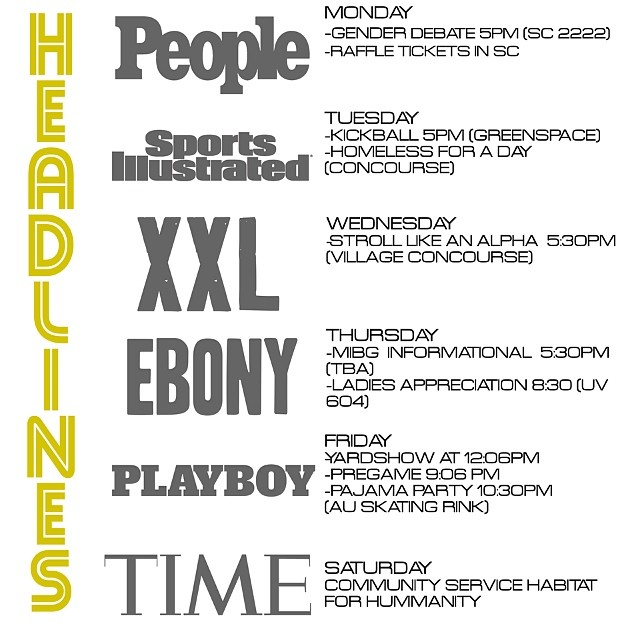 HEADLINES
People
MONDAY
-GENDER DEBATE 5PM (SC 2222)
-RAFFLE TICKETS IN SC
Sports
Illustrated
TUESDAY
-KICKBALL 5PM (GREENSPACE)
-HOMELESS FOR A DAY
(CONCOURSE)
XXL
WEDNESDAY
-STROLL LIKE AN ALPHA 5:30PM
(VILLAGE CONCOURSE)
EBONY
THURSDAY
-MIBG INFORMATIONAL 5:30PM
(TBA)
-LADIES APPRECIATION 8:30 (UV
604)
PLAYBOY
FRIDAY
YARDSHOW AT 12:06PM
-PREGAME 9:06 PM
-PAJAMA PARTY 10:30PM
(AU SKATING RINK)
TIME
SATURDAY
COMMUNITY SERVICE HABITAT
FOR HUMMANITY